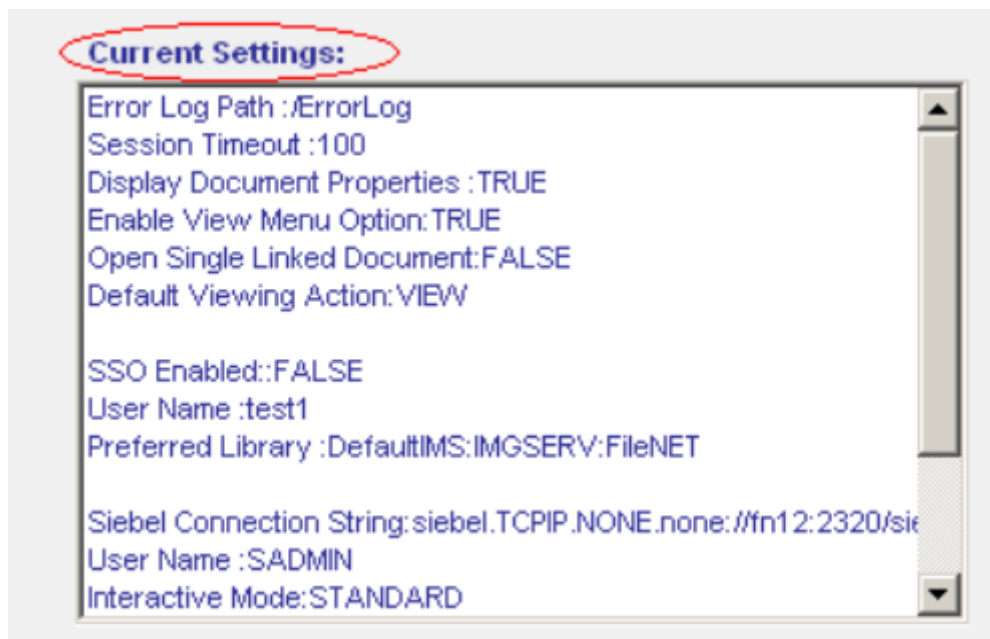 Current Settings:
Error Log Path :/ErrorLog
Session Timeout :100
Display Document Properties :TRUE
Enable View Menu Option:TRUE
Open Single Linked Document:FALSE
Default Viewing Action:VIEW
SSO Enabled::FALSE
User Name :test1
Preferred Library :DefaultIMS:IMGSERV:FileNET
Siebel Connection String:siebel.TCPIP.NONE.none://fn12:2320/sie
User Name :SADMIN
Interactive Mode:STANDARD